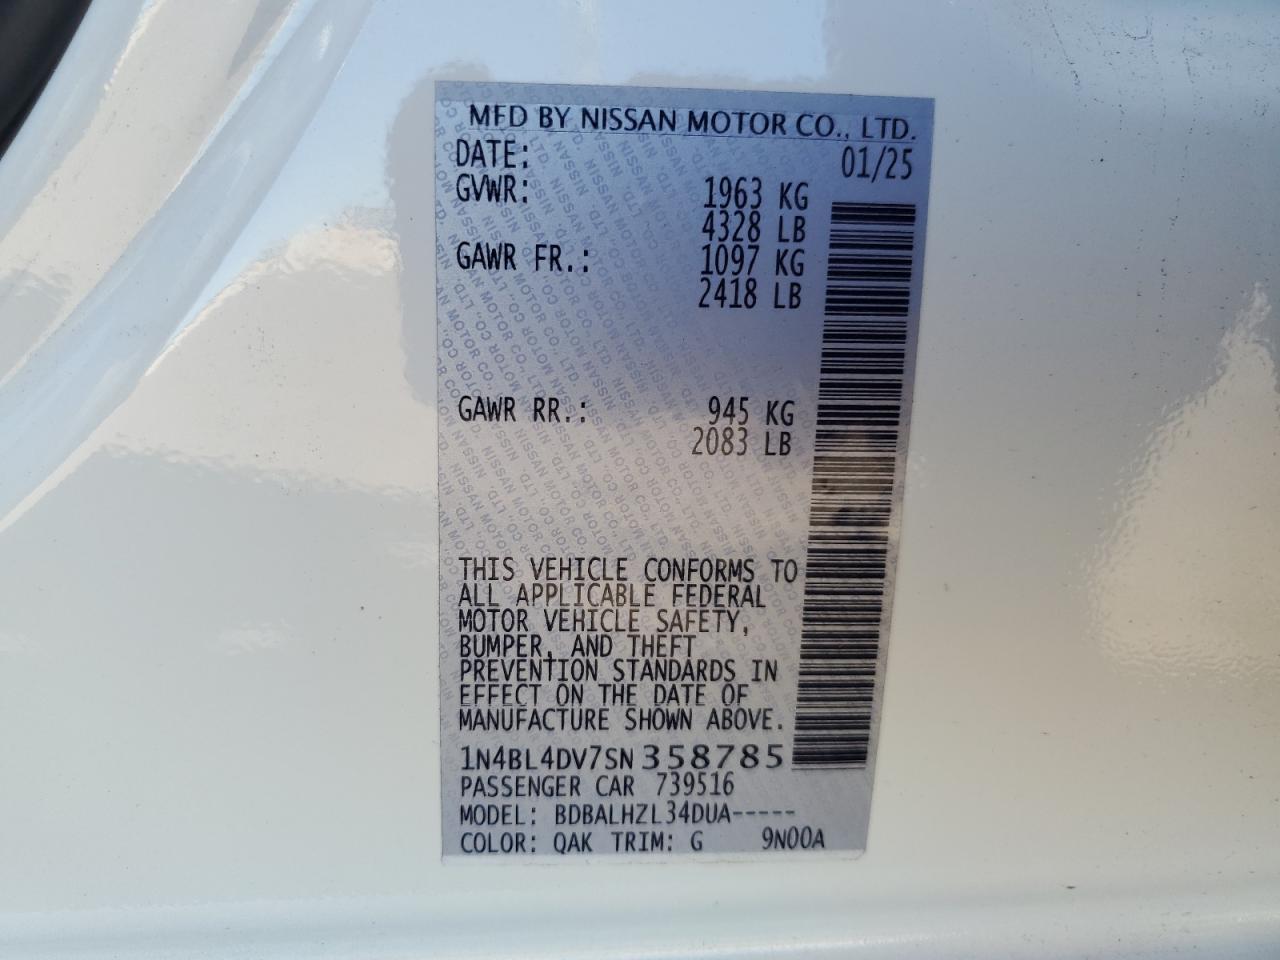 MFD BY NISSAN MOTOR CO., LTD.
DATE: 01/25
GVWR: 1963 KG
4328 LB
GAWR FR.: 1097 KG
2418 LB
GAWR RR.: 945 KG
2083 LB
THIS VEHICLE CONFORMS TO
ALL APPLICABLE FEDERAL
MOTOR VEHICLE SAFETY,
BUMPER, AND THEFT
PREVENTION STANDARDS IN
EFFECT ON THE DATE OF
MANUFACTURE SHOWN ABOVE.
1N4BL4DV7SN358785
PASSENGER CAR 739516
MODEL: BDBALHZL34DUA-----
COLOR: QAK TRIM: G 9N00A